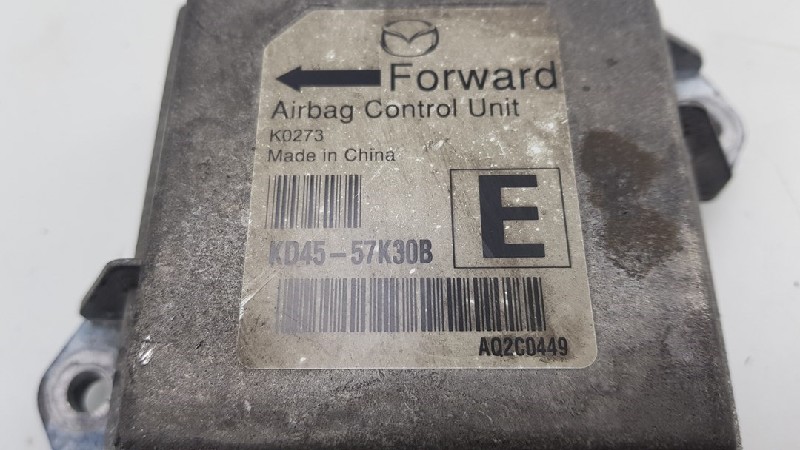 Forward
Airbag Control Unit
K0273
Made in China
E
KD45-57K30B
AQ2C0449